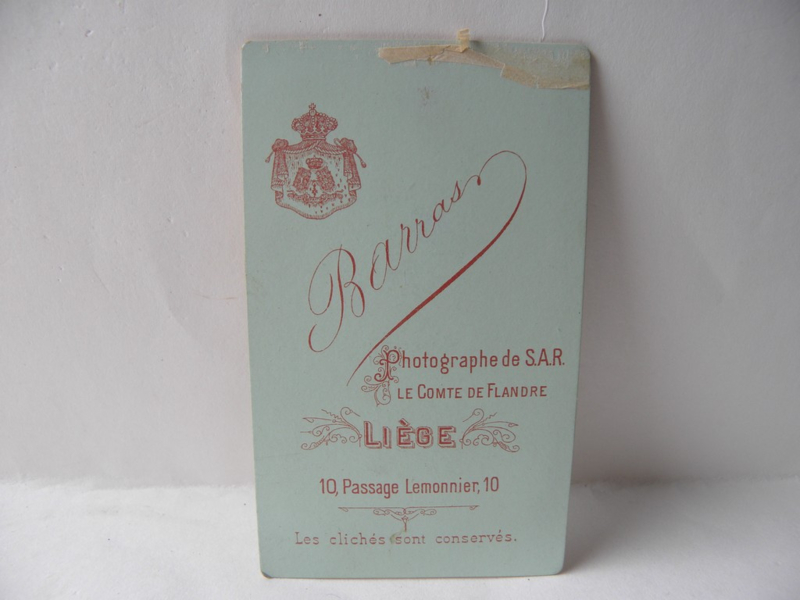 Barras
Photographe de S.A.R.
LE COMTE DE FLANDRE
LIÈGE
10, Passage Lemonnier, 10
Les clichés sont conservés.